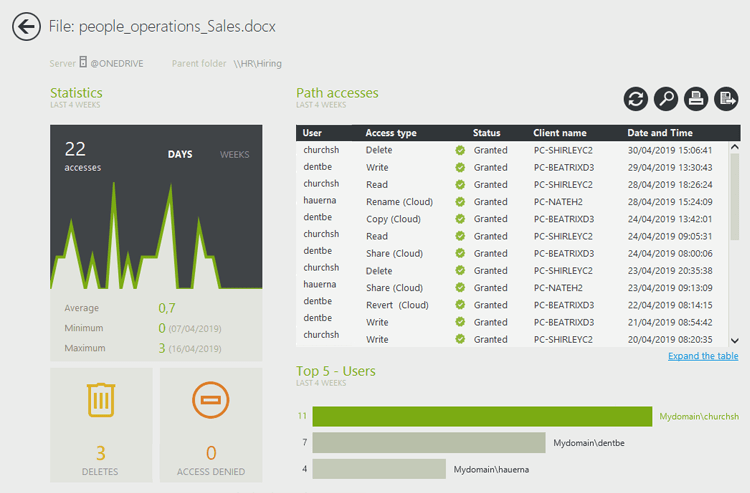 File: people_operations_Sales.docx
Server @ONEDRIVE Parent folder \\HR\Hiring
Statistics
LAST 4 WEEKS
22
accesses
DAYS WEEKS
Average 0,7
Minimum 0 (07/04/2019)
Maximum 3 (16/04/2019)
3
DELETES
0
ACCESS DENIED
Path accesses
LAST 4 WEEKS
User Access type Status Client name Date and Time
churchsh Delete Granted PC-SHIRLEYC2 30/04/2019 15:06:41
dentbe Write Granted PC-BEATRIXD3 29/04/2019 13:30:43
churchsh Read Granted PC-SHIRLEYC2 28/04/2019 18:26:24
hauerna Rename (Cloud) Granted PC-NATEH2 28/04/2019 15:24:09
dentbe Copy (Cloud) Granted PC-BEATRIXD3 24/04/2019 13:42:01
churchsh Read Granted PC-SHIRLEYC2 24/04/2019 09:05:31
dentbe Share (Cloud) Granted PC-BEATRIXD3 24/04/2019 08:00:06
churchsh Delete Granted PC-SHIRLEYC2 23/04/2019 20:35:38
hauerna Share (Cloud) Granted PC-NATEH2 23/04/2019 09:13:09
dentbe Revert (Cloud) Granted PC-BEATRIXD3 22/04/2019 08:14:15
dentbe Write Granted PC-BEATRIXD3 21/04/2019 08:54:42
churchsh Write Granted PC-SHIRLEYC2 20/04/2019 08:20:35
Expand the table
Top 5 - Users
LAST 4 WEEKS
11 Mydomain\churchsh
7 Mydomain\dentbe
4 Mydomain\hauerna